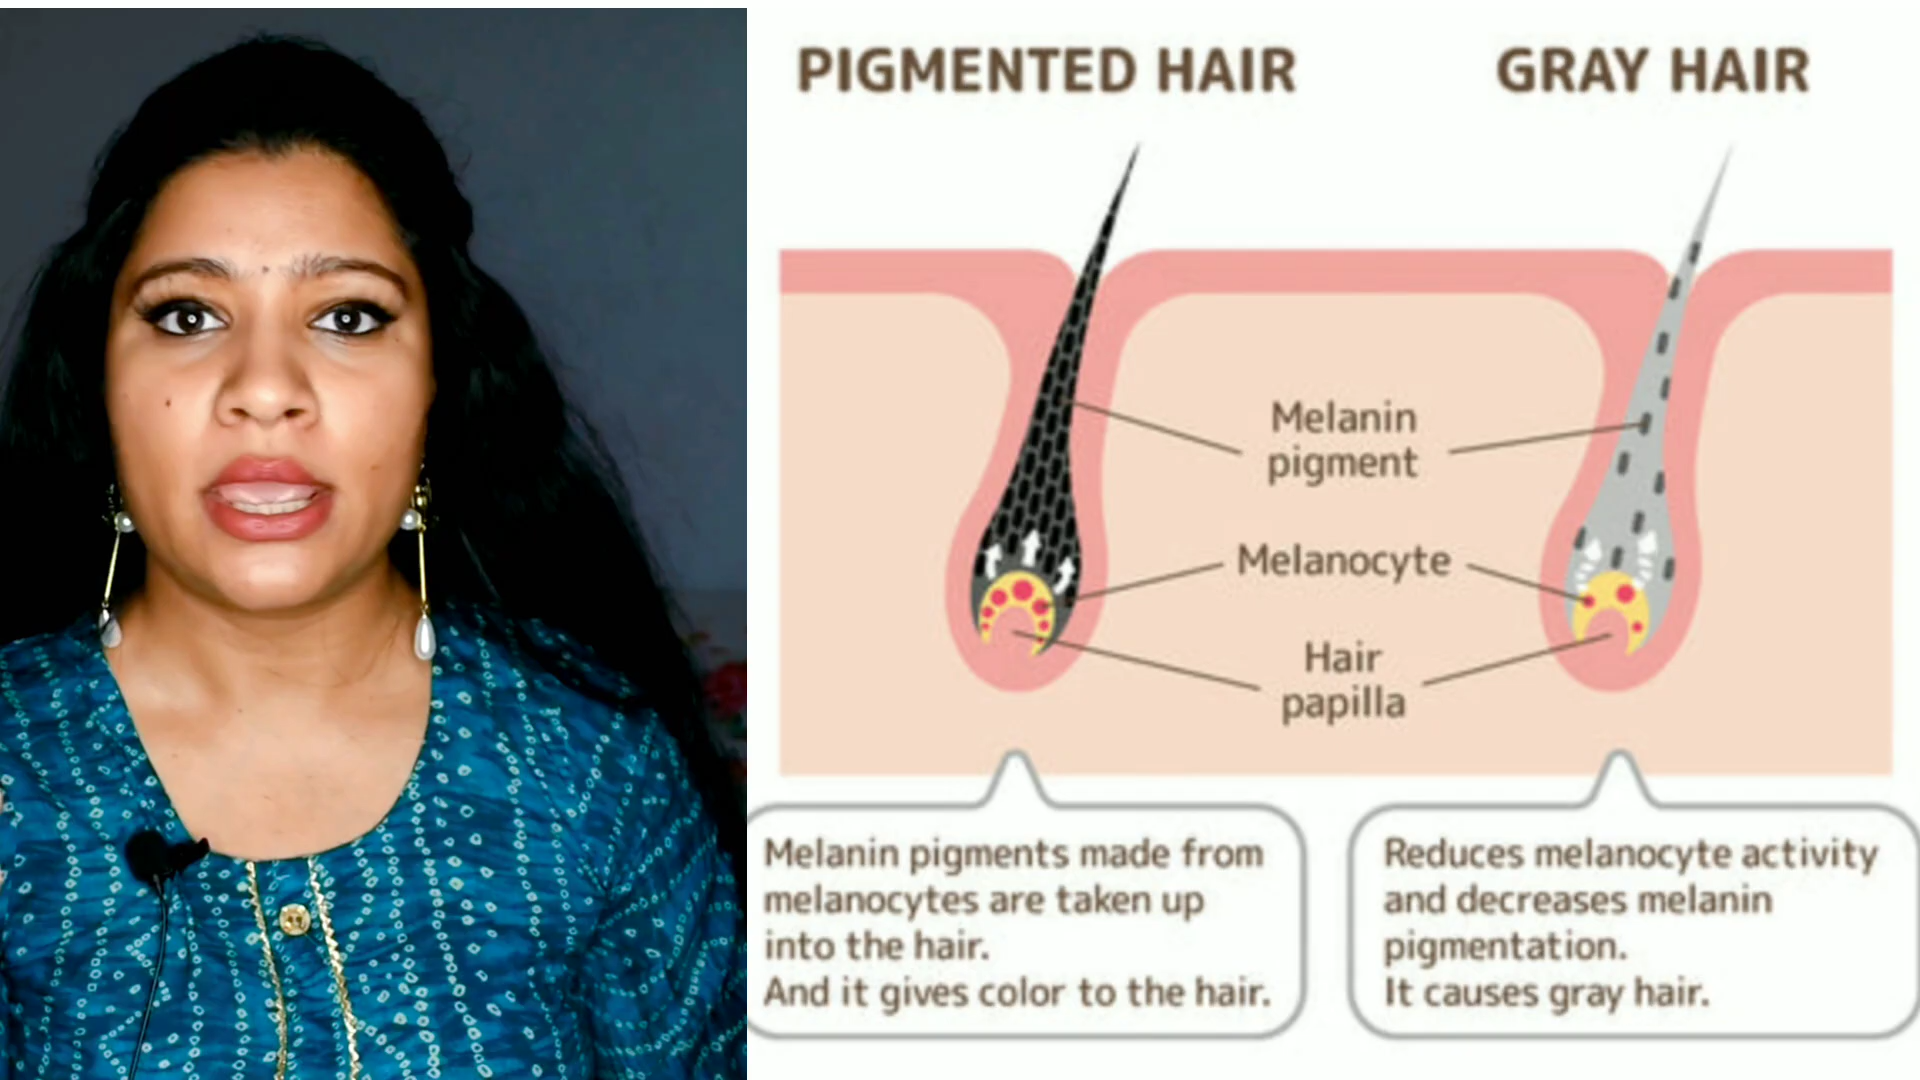 PIGMENTED HAIR
GRAY HAIR
Melanin
pigment
Melanocyte
Hair
papilla
Melanin pigments made from
melanocytes are taken up
into the hair.
And it gives color to the hair.
Reduces melanocyte activity
and decreases melanin
pigmentation.
It causes gray hair.